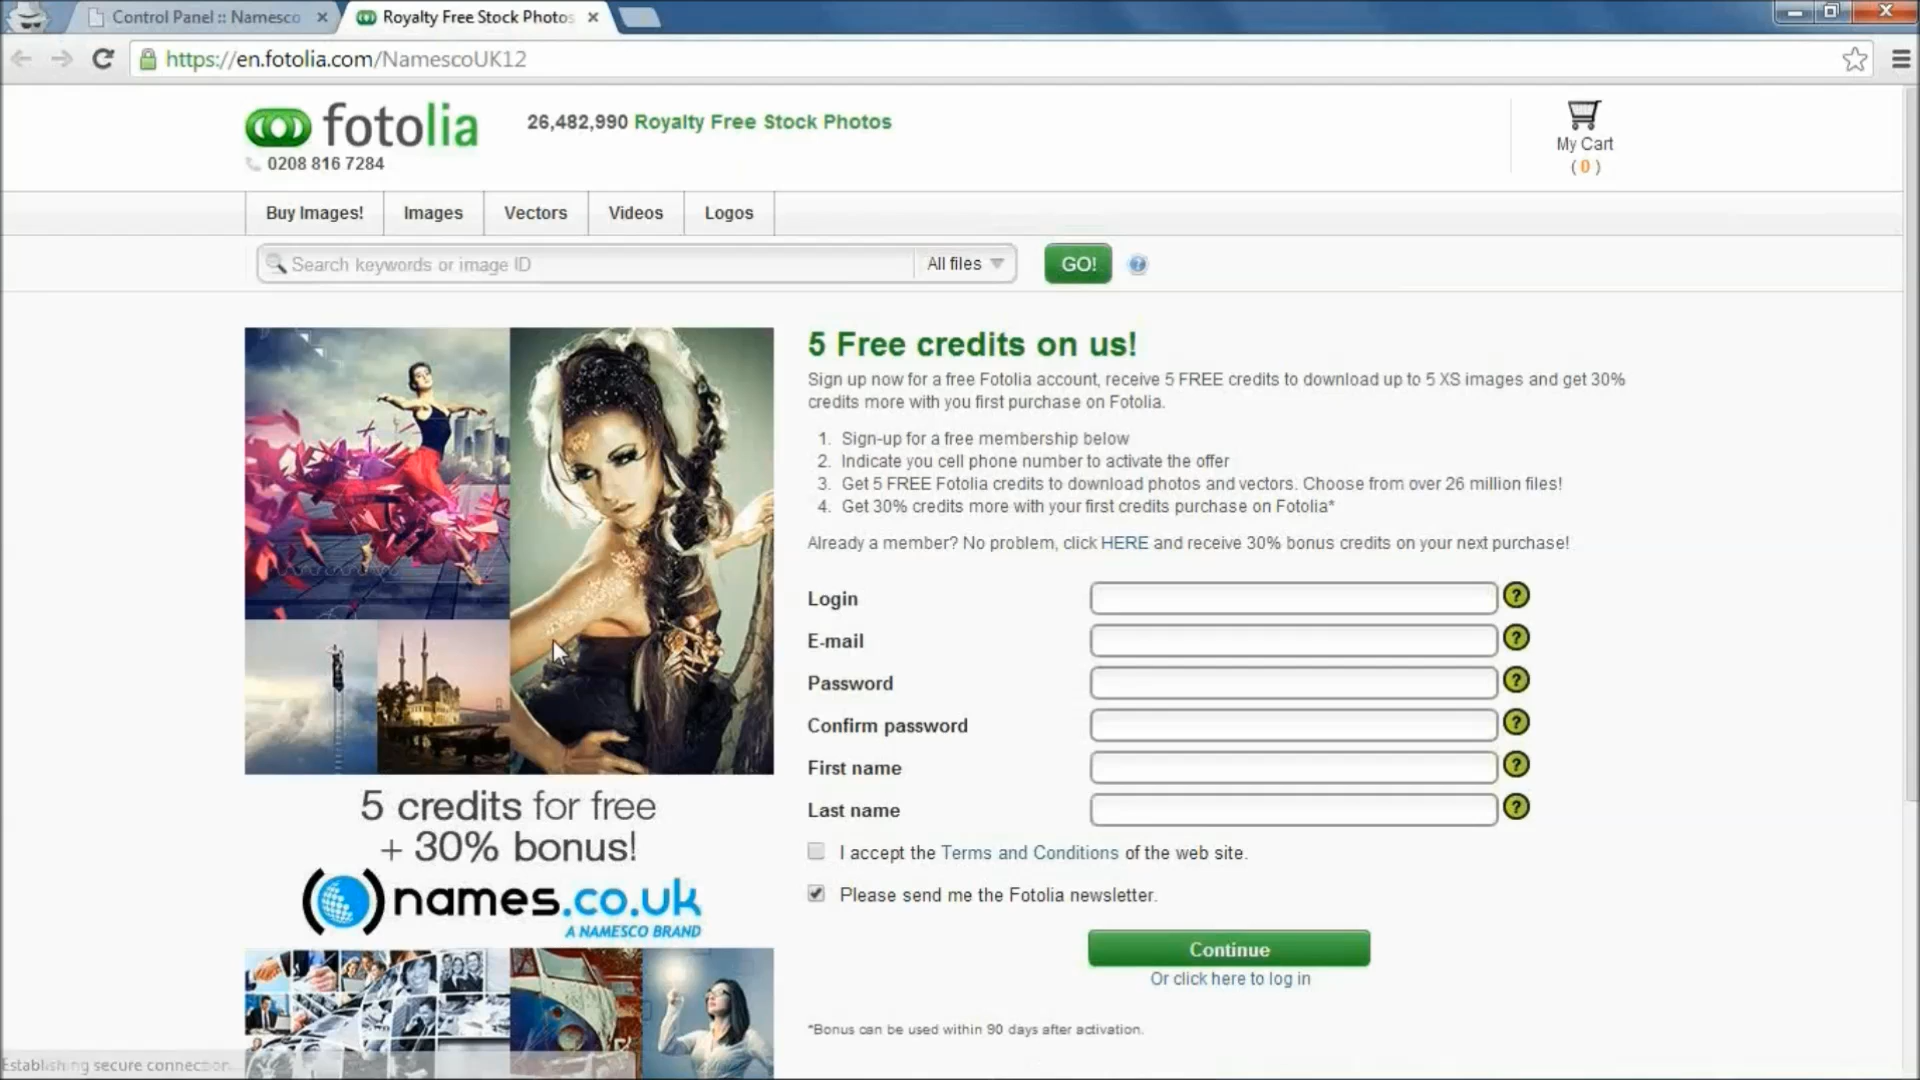 Control Panel :: Namesco
Royalty Free Stock Photos
https://en.fotolia.com/NamescoUK12
fotolia
26,482,990 Royalty Free Stock Photos
0208 816 7284
My Cart
( 0 )
Buy Images!
Images
Vectors
Videos
Logos
Search keywords or image ID
All files
GO!
?
5 Free credits on us!
Sign up now for a free Fotolia account, receive 5 FREE credits to download up to 5 XS images and get 30%
credits more with you first purchase on Fotolia.
1. Sign-up for a free membership below
2. Indicate you cell phone number to activate the offer
3. Get 5 FREE Fotolia credits to download photos and vectors. Choose from over 26 million files!
4. Get 30% credits more with your first credits purchase on Fotolia*
Already a member? No problem, click HERE and receive 30% bonus credits on your next purchase!
Login ?
E-mail ?
Password ?
Confirm password ?
First name ?
Last name ?
I accept the Terms and Conditions of the web site.
Please send me the Fotolia newsletter.
Continue
Or click here to log in
*Bonus can be used within 90 days after activation.
5 credits for free
+ 30% bonus!
names.co.uk
A NAMESCO BRAND
Establishing secure connection...